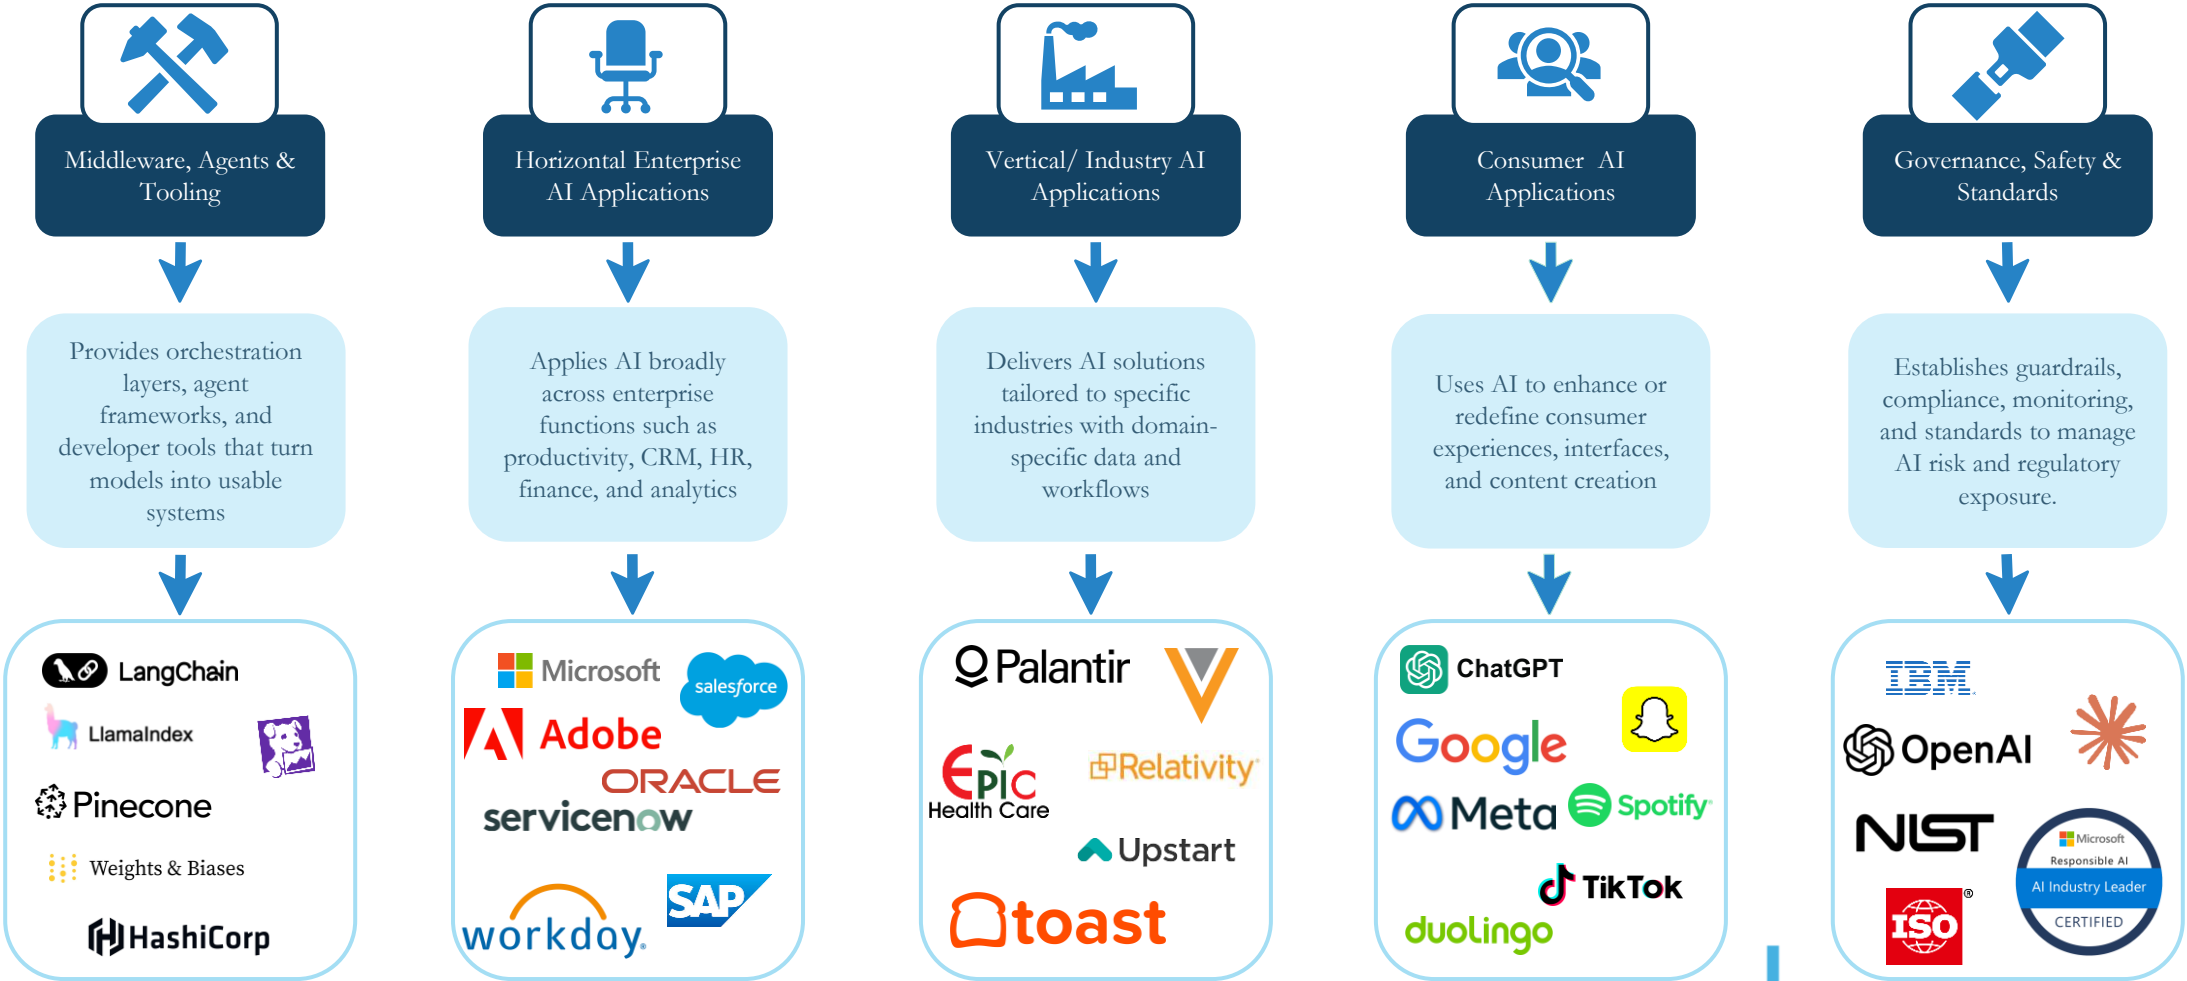 Middleware, Agents &
Tooling
Provides orchestration
layers, agent
frameworks, and
developer tools that turn
models into usable
systems
LangChain
LlamaIndex
Pinecone
Weights & Biases
HashiCorp
Horizontal Enterprise
AI Applications
Applies AI broadly
across enterprise
functions such as
productivity, CRM, HR,
finance, and analytics
Microsoft
salesforce
Adobe
ORACLE
servicenow
workday.
SAP
Vertical/ Industry AI
Applications
Delivers AI solutions
tailored to specific
industries with domain-
specific data and
workflows
Palantir
EPIC
Health Care
Relativity
Upstart
toast
Consumer AI
Applications
Uses AI to enhance or
redefine consumer
experiences, interfaces,
and content creation
ChatGPT
Google
Meta
Spotify
TikTok
duolingo
Governance, Safety &
Standards
Establishes guardrails,
compliance, monitoring,
and standards to manage
AI risk and regulatory
exposure.
IBM
OpenAI
NIST
Microsoft
Responsible AI
AI Industry Leader
CERTIFIED
ISO®